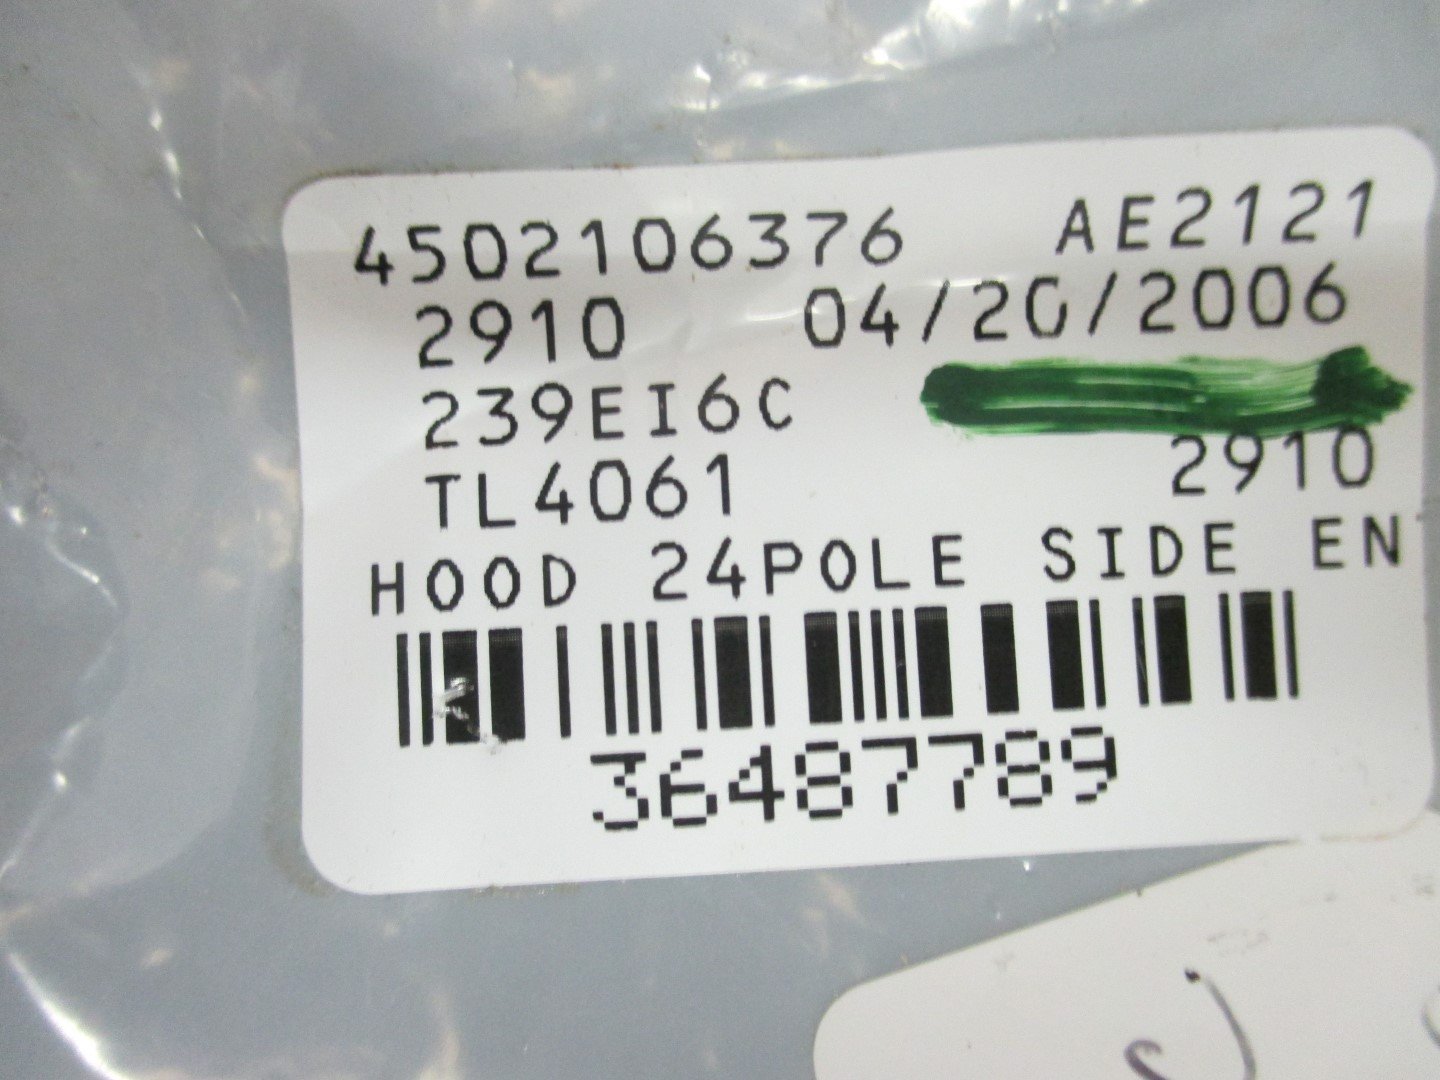 4502106376 AE2121
2910 04/20/2006
239EI6C
TL4061 2910
HOOD 24POLE SIDE EN
36487789